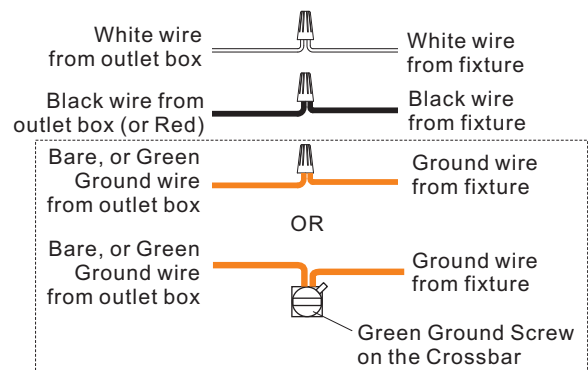 White wire
from outlet box
White wire
from fixture
Black wire from
outlet box (or Red)
Black wire
from fixture
Bare, or Green
Ground wire
from outlet box
Ground wire
from fixture
OR
Bare, or Green
Ground wire
from outlet box
Ground wire
from fixture
Green Ground Screw
on the Crossbar